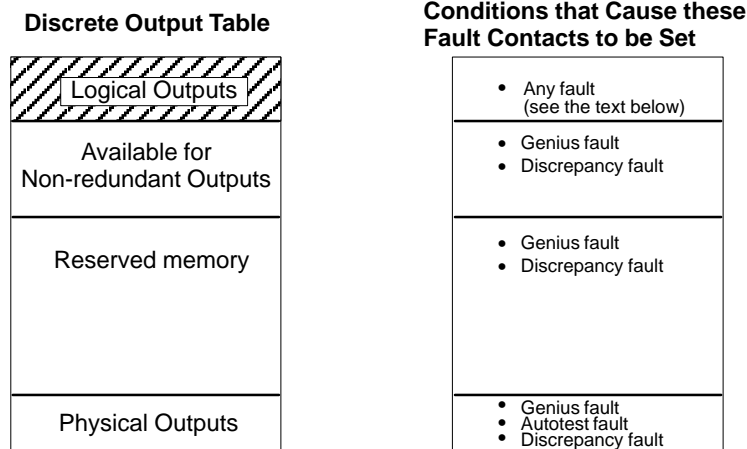 Discrete Output Table
Logical Outputs
Available for
Non-redundant Outputs
Reserved memory
Physical Outputs
Conditions that Cause these
Fault Contacts to be Set
• Any fault
(see the text below)
• Genius fault
• Discrepancy fault
• Genius fault
• Discrepancy fault
• Genius fault
• Autotest fault
• Discrepancy fault